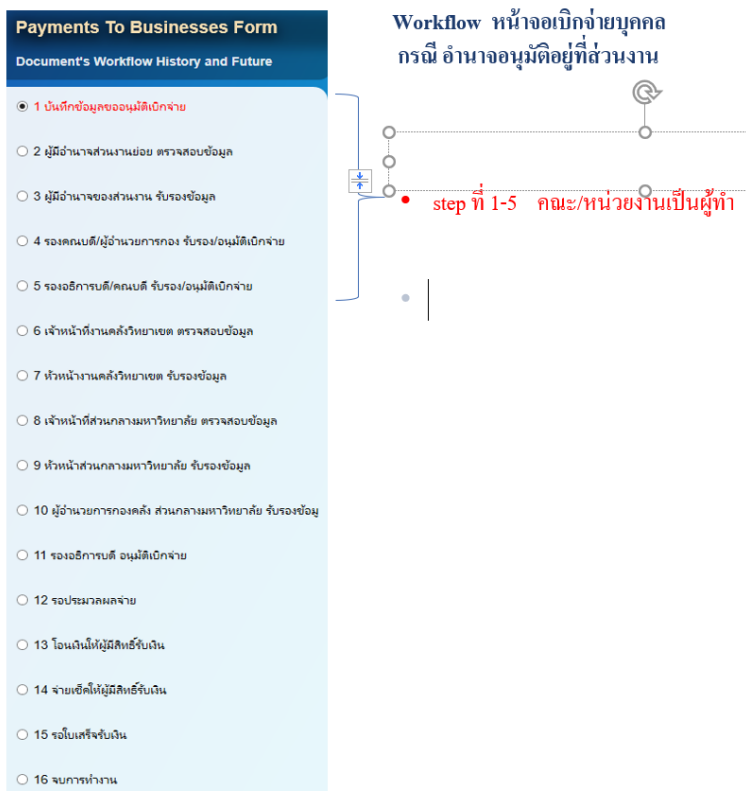 Payments To Businesses Form
Document's Workflow History and Future
1 บันทึกข้อมูลขออนุมัติเบิกจ่าย
2 ผู้มีอำนาจส่วนงานย่อย ตรวจสอบข้อมูล
3 ผู้มีอำนาจของส่วนงาน รับรองข้อมูล
4 รองคณบดี/ผู้อำนวยการกอง รับรอง/อนุมัติเบิกจ่าย
5 รองอธิการบดี/คณบดี รับรอง/อนุมัติเบิกจ่าย
6 เจ้าหน้าที่งานคลังวิทยาเขต ตรวจสอบข้อมูล
7 หัวหน้างานคลังวิทยาเขต รับรองข้อมูล
8 เจ้าหน้าที่ส่วนกลางมหาวิทยาลัย ตรวจสอบข้อมูล
9 หัวหน้าส่วนกลางมหาวิทยาลัย รับรองข้อมูล
10 ผู้อำนวยการกองคลัง ส่วนกลางมหาวิทยาลัย รับรองข้อมู
11 รองอธิการบดี อนุมัติเบิกจ่าย
12 รอประมวลผลจ่าย
13 โอนเงินให้ผู้มีสิทธิ์รับเงิน
14 จ่ายเช็คให้ผู้มีสิทธิ์รับเงิน
15 รอใบเสร็จรับเงิน
16 จบการทำงาน
Workflow หน้าจอเบิกจ่ายบุคคล
กรณี อำนาจอนุมัติอยู่ที่ส่วนงาน
• step ที่ 1-5 คณะ/หน่วยงานเป็นผู้ทำ